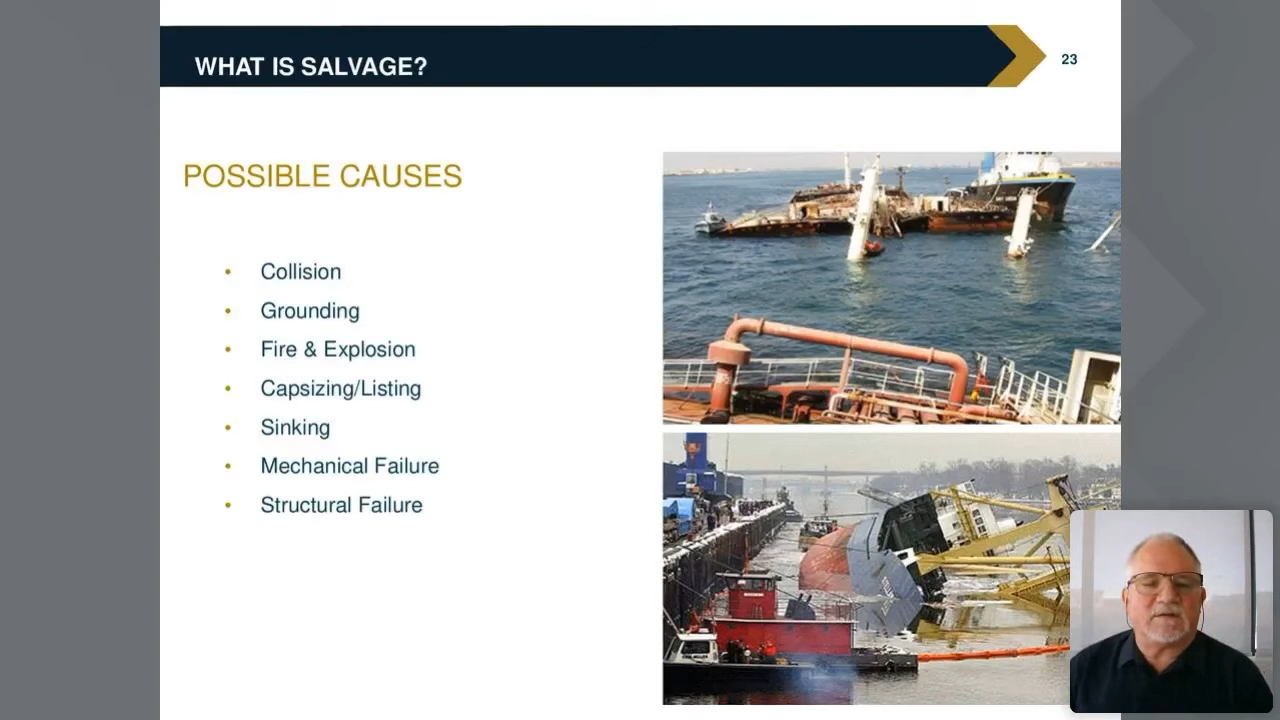 WHAT IS SALVAGE?
23
POSSIBLE CAUSES
• Collision
• Grounding
• Fire & Explosion
• Capsizing/Listing
• Sinking
• Mechanical Failure
• Structural Failure